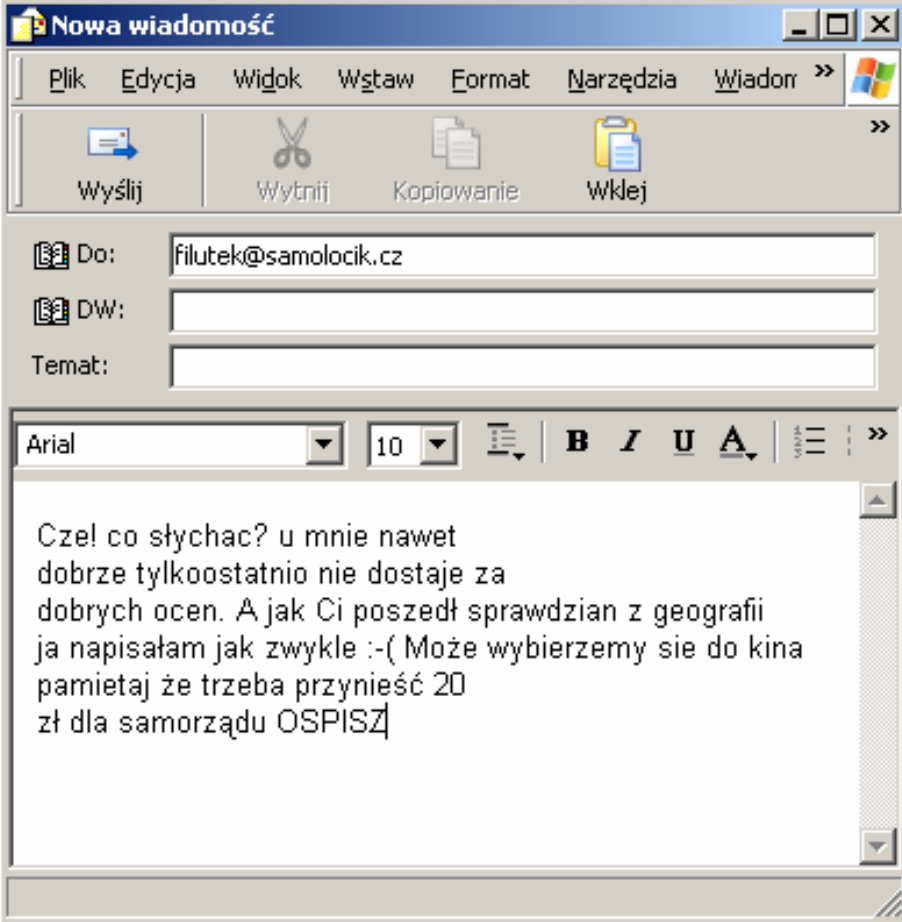 Nowa wiadomość
Plik Edycja Widok Wstaw Format Narzędzia Wiadom »
Wyślij Wytnij Kopiowanie Wklej »
Do: filutek@samolocik.cz
DW:
Temat:
Arial 10 B I U A »
Cze! co słychac? u mnie nawet
dobrze tylkoostatnio nie dostaje za
dobrych ocen. A jak Ci poszedł sprawdzian z geografii
ja napisałam jak zwykle :-( Może wybierzemy sie do kina
pamietaj że trzeba przynieść 20
zł dla samorządu OSPISZ